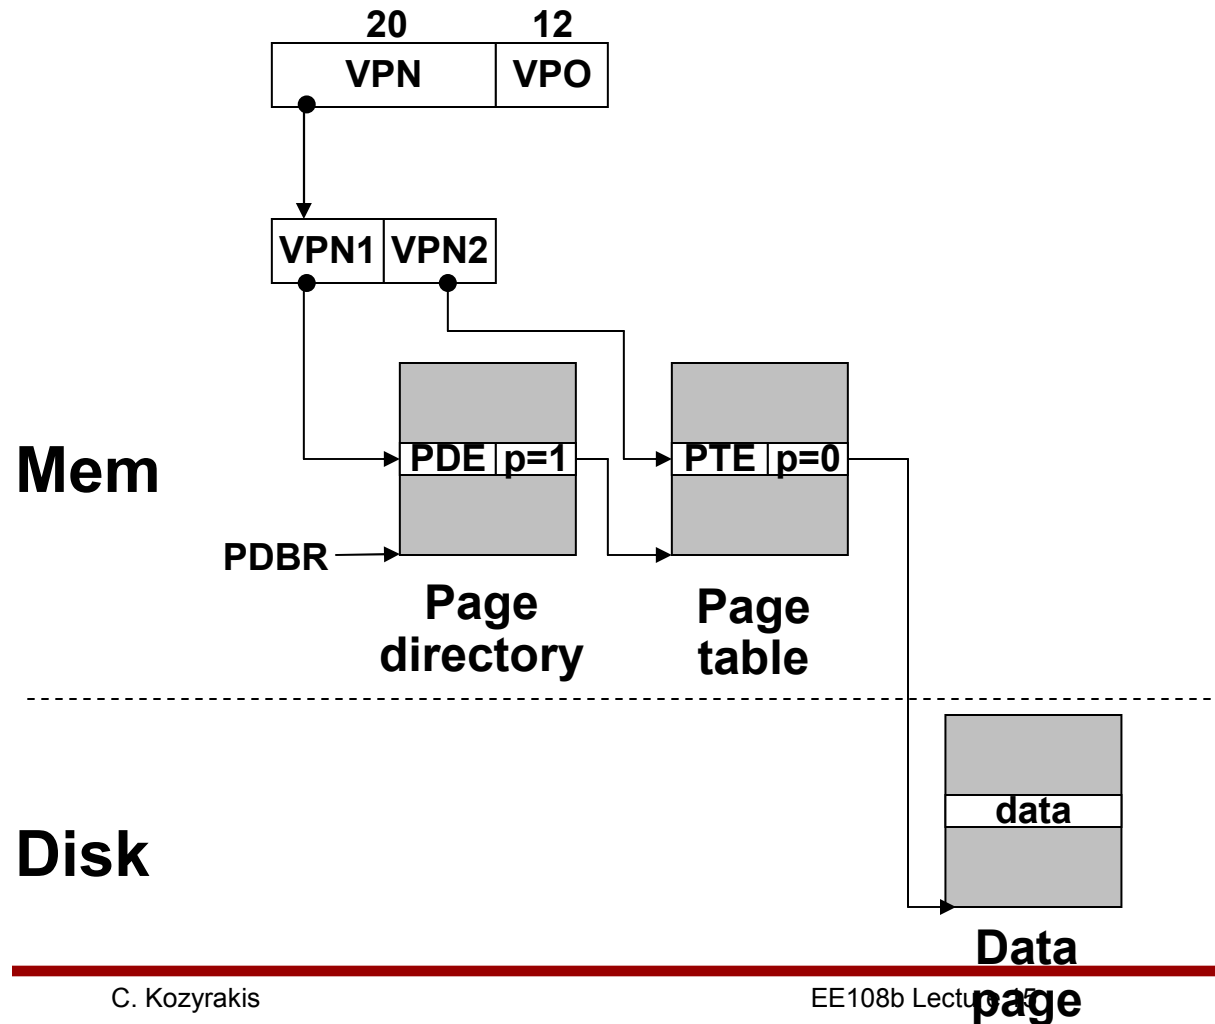 20 12
VPN VPO
VPN1 VPN2
Mem
PDE p=1 PTE p=0
PDBR
Page directory
Page table
Disk
data
Data page
C. Kozyrakis
EE108b Lecture 15